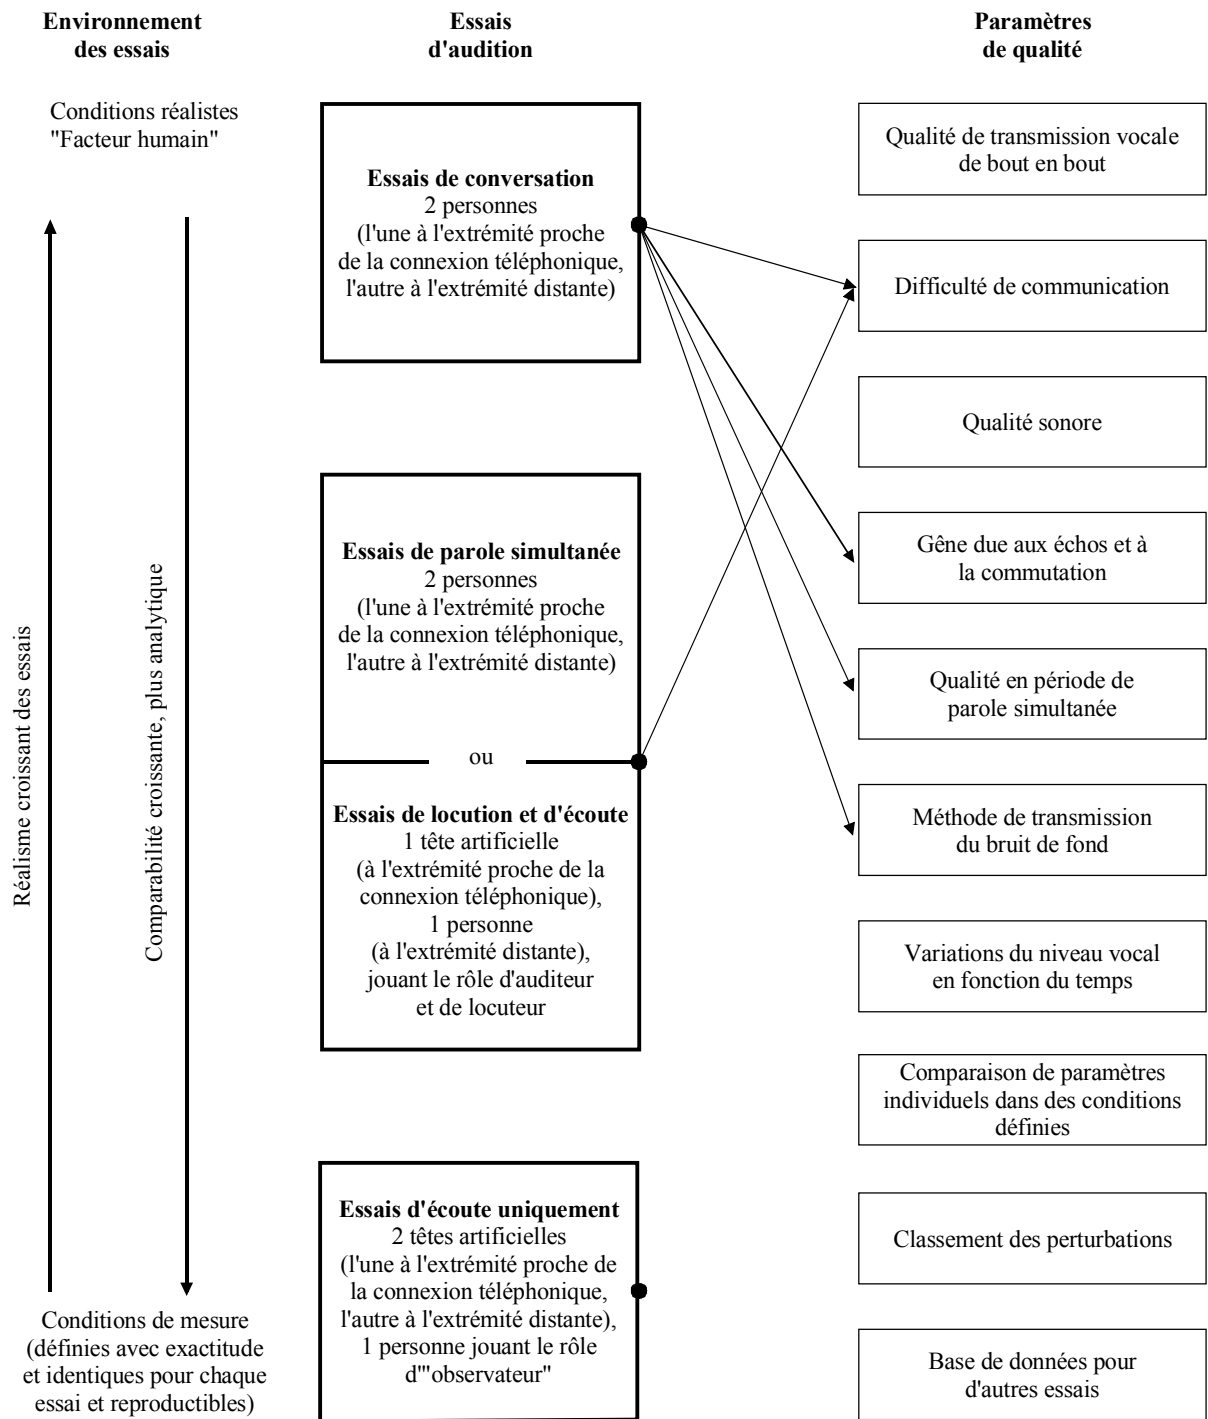 Environnement
des essais
Essais
d'audition
Paramètres
de qualité
Conditions réalistes
"Facteur humain"
Réalisme croissant des essais
Comparabilité croissante, plus analytique
Conditions de mesure
(définies avec exactitude
et identiques pour chaque
essai et reproductibles)
Essais de conversation
2 personnes
(l'une à l'extrémité proche
de la connexion téléphonique,
l'autre à l'extrémité distante)
Essais de parole simultanée
2 personnes
(l'une à l'extrémité proche
de la connexion téléphonique,
l'autre à l'extrémité distante)
ou
Essais de locution et d'écoute
1 tête artificielle
(à l'extrémité proche de la
connexion téléphonique),
1 personne
(à l'extrémité distante),
jouant le rôle d'auditeur
et de locuteur
Essais d'écoute uniquement
2 têtes artificielles
(l'une à l'extrémité proche de
la connexion téléphonique,
l'autre à l'extrémité distante),
1 personne jouant le rôle
d'"observateur"
Qualité de transmission vocale
de bout en bout
Difficulté de communication
Qualité sonore
Gêne due aux échos et à
la commutation
Qualité en période de
parole simultanée
Méthode de transmission
du bruit de fond
Variations du niveau vocal
en fonction du temps
Comparaison de paramètres
individuels dans des conditions
définies
Classement des perturbations
Base de données pour
d'autres essais